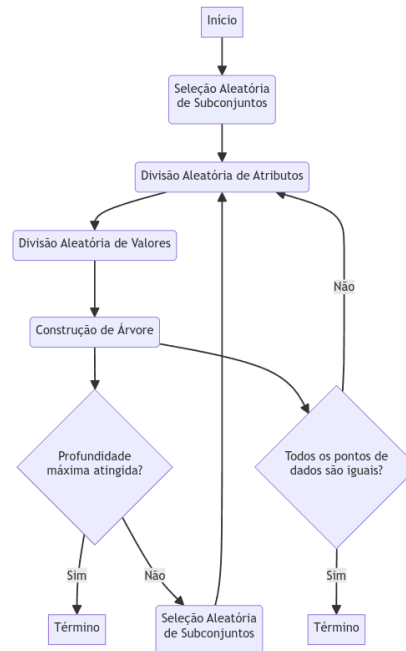 Início
Seleção Aleatória
de Subconjuntos
Divisão Aleatória de Atributos
Divisão Aleatória de Valores
Não
Construção de Árvore
Profundidade
máxima atingida?
Todos os pontos de
dados são iguais?
Sim
Não
Sim
Término
Seleção Aleatória
de Subconjuntos
Término